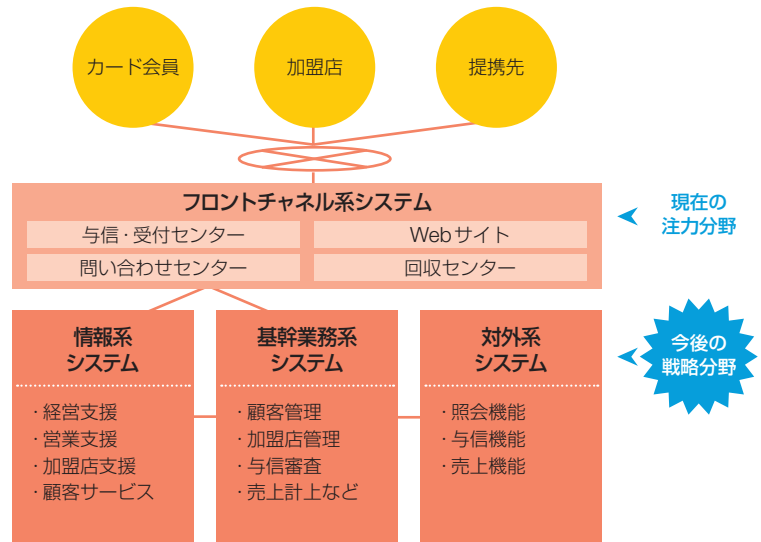 カード会員
加盟店
提携先
フロントチャネル系システム
与信・受付センター
Webサイト
問い合わせセンター
回収センター
現在の
注力分野
情報系
システム
・経営支援
・営業支援
・加盟店支援
・顧客サービス
基幹業務系
システム
・顧客管理
・加盟店管理
・与信審査
・売上計上など
対外系
システム
・照会機能
・与信機能
・売上機能
今後の
戦略分野